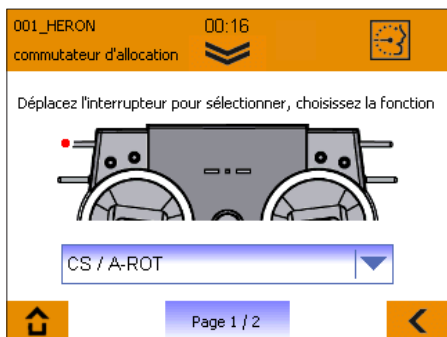 001_HERON 00:16
commutateur d'allocation
Déplacez l'interrupteur pour sélectionner, choisissez la fonction
CS / A-ROT
Page 1 / 2